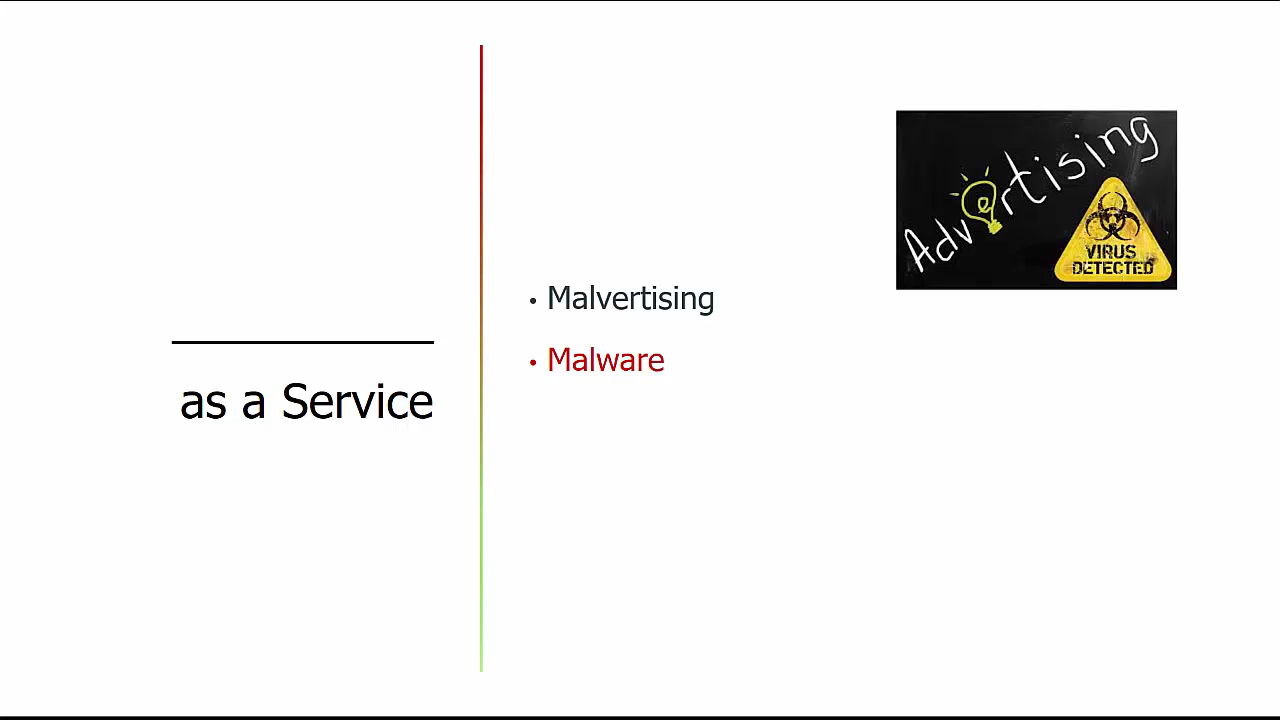 as a Service
• Malvertising
• Malware
Advertising
VIRUS
DETECTED